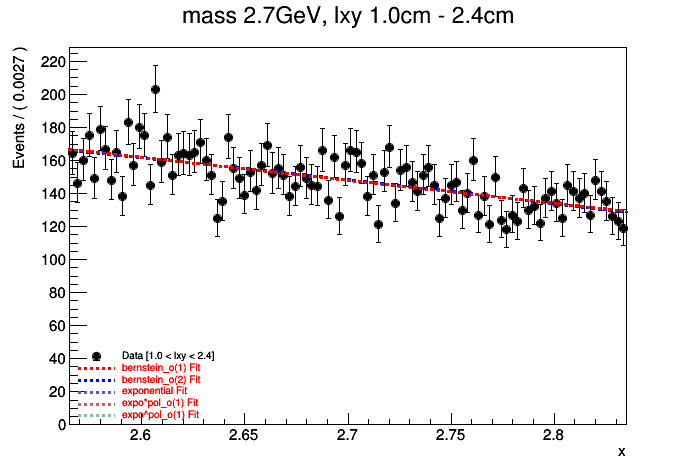 mass 2.7GeV, lxy 1.0cm - 2.4cm
Events / ( 0.0027 )
220
200
180
160
140
120
100
80
60
40
20
0
Data [1.0 < lxy < 2.4]
bernstein_o(1) Fit
bernstein_o(2) Fit
exponential Fit
expo*pol_o(1) Fit
expo^pol_o(1) Fit
2.6
2.65
2.7
2.75
2.8
x